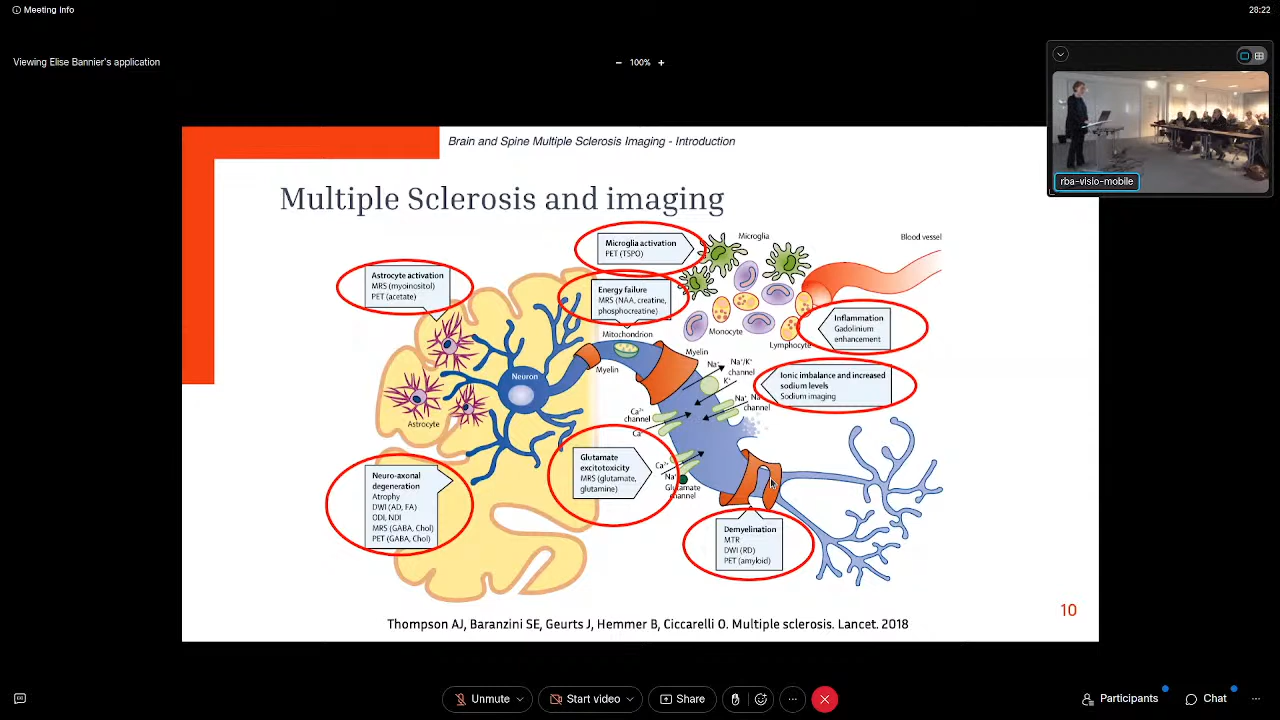 Meeting Info
28:22
Viewing Elise Bannier's application
− 100% +
rba-visio-mobile
Brain and Spine Multiple Sclerosis Imaging - Introduction
Multiple Sclerosis and imaging
Microglia activation
PET (TSPO)
Microglia
Blood vessel
Astrocyte activation
MRS (myoinositol)
PET (acetate)
Energy failure
MRS (NAA, creatine,
phosphocreatine)
Monocyte
Lymphocyte
Inflammation
Gadolinium
enhancement
Mitochondrion
Myelin
Myelin
Neuron
Astrocyte
Na⁺
Na⁺/K⁺
channel
K⁺
Na⁺
Na
channel
Ionic imbalance and increased
sodium levels
Sodium imaging
Ca²⁺
channel
Ca
Glutamate
excitotoxicity
MRS (glutamate,
glutamine)
Ca²⁺
Na⁺
Glutamate
channel
Neuro-axonal
degeneration
Atrophy
DWI (AD, FA)
ODI, NDI
MRS (GABA, Chol)
PET (GABA, Chol)
Demyelination
MTR
DWI (RD)
PET (amyloid)
10
Thompson AJ, Baranzini SE, Geurts J, Hemmer B, Ciccarelli O. Multiple sclerosis. Lancet. 2018
Unmute
Start video
Share
Participants
Chat